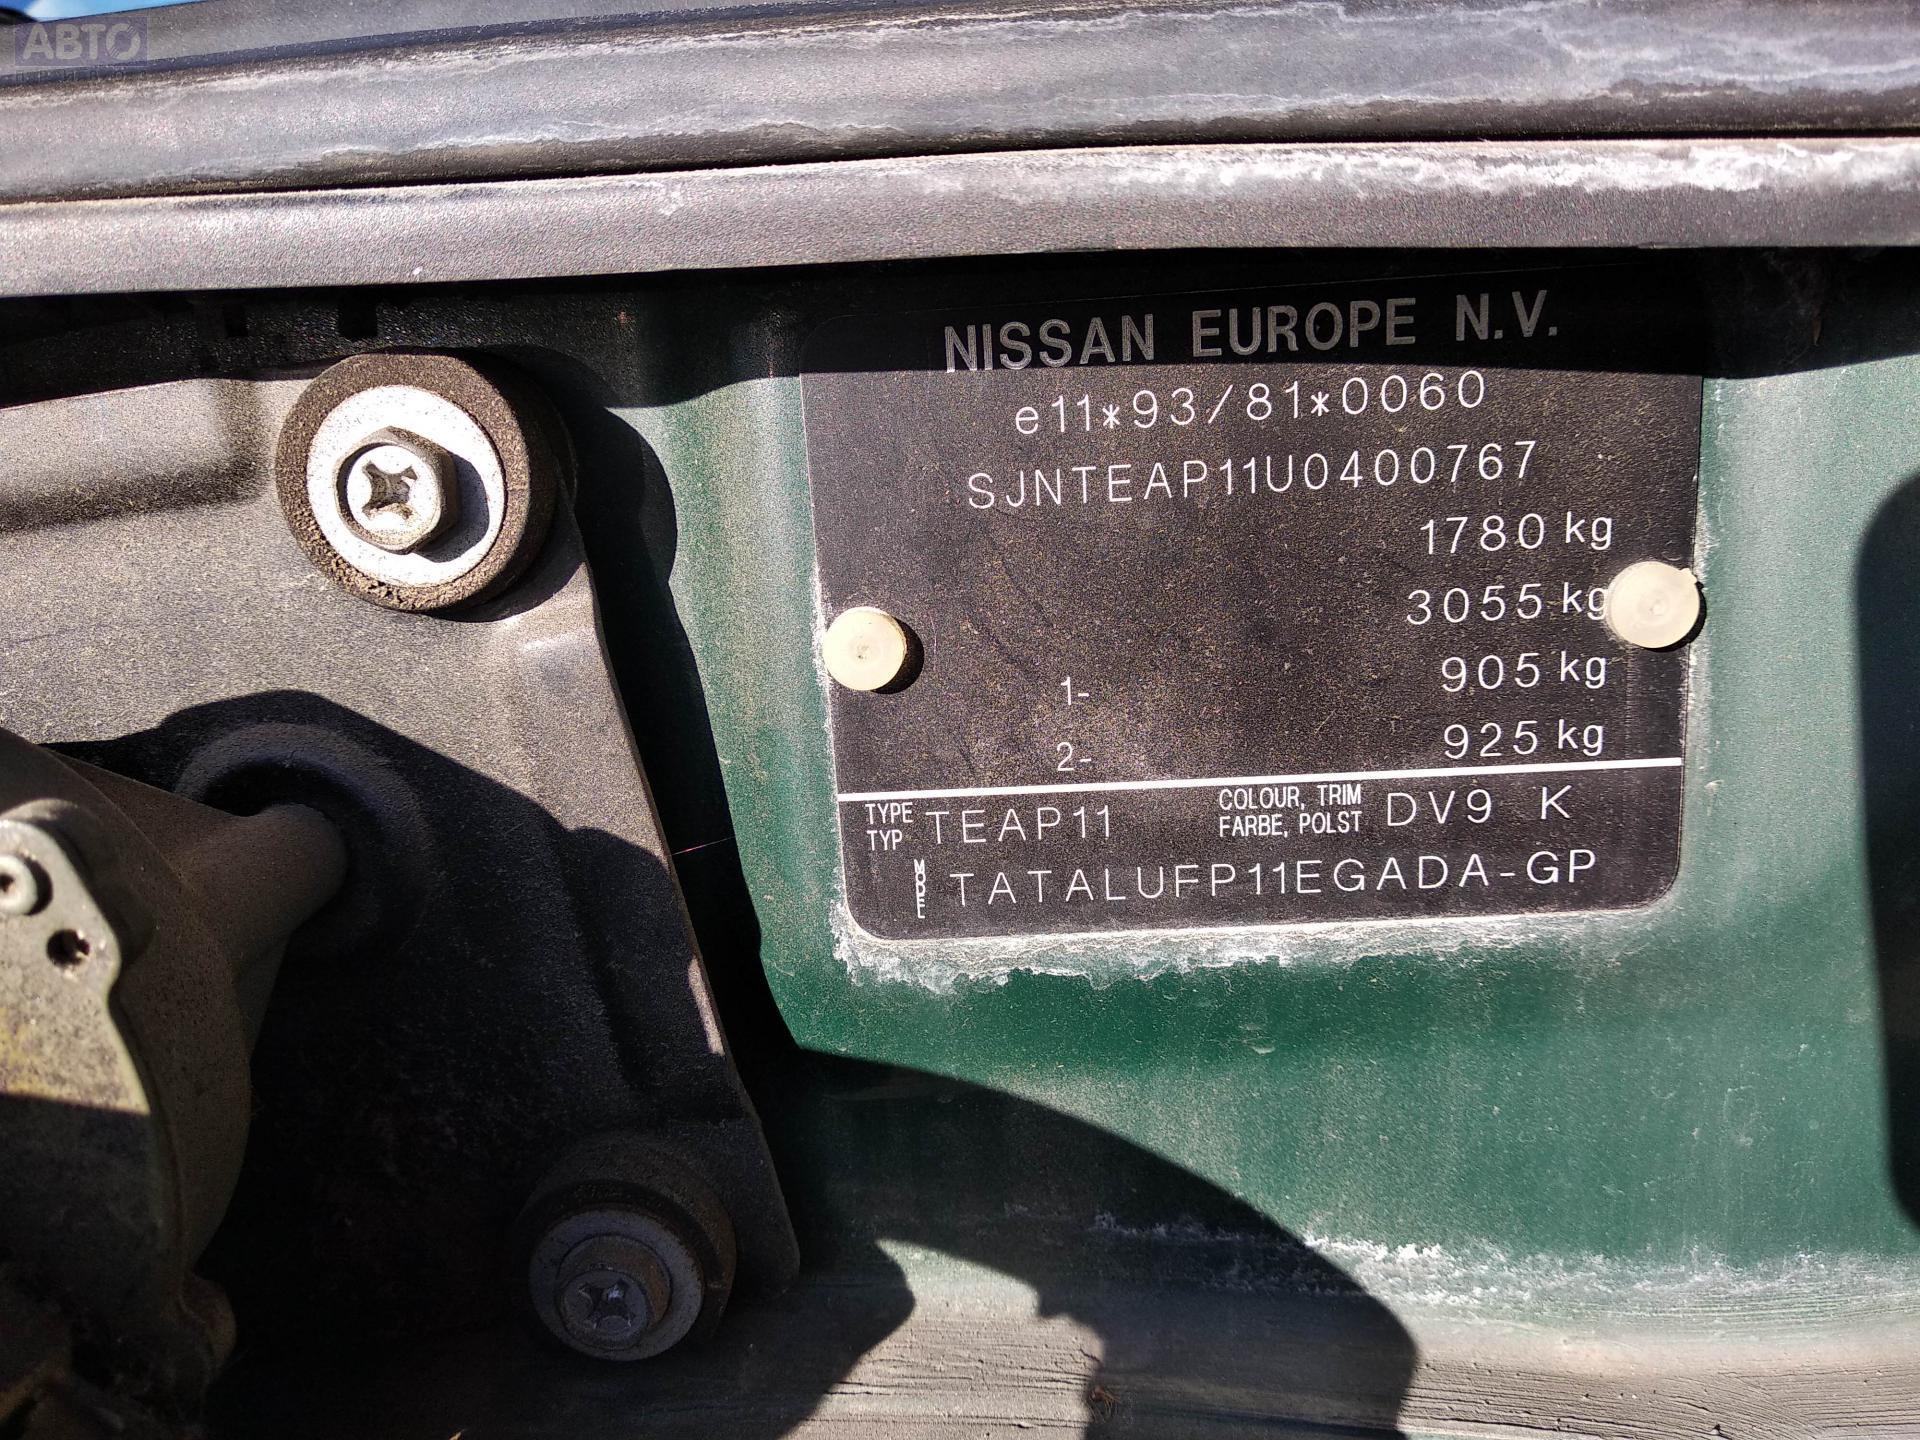 АВТО
NISSAN EUROPE N.V.
e11*93/81*0060
SJNTEAP11U0400767
1780 kg
3055 kg
1- 905 kg
2- 925 kg
TYPE TYP TEAP11 COLOUR, TRIM FARBE, POLST DV9 K
MODEL TATALUFP11EGADA-GP